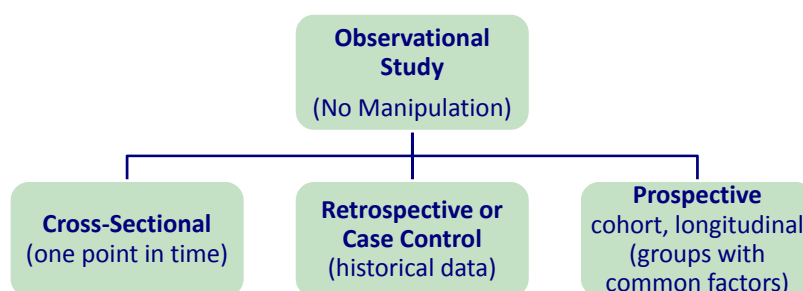 Observational
Study
(No Manipulation)
Cross-Sectional
(one point in time)
Retrospective or
Case Control
(historical data)
Prospective
cohort, longitudinal
(groups with
common factors)